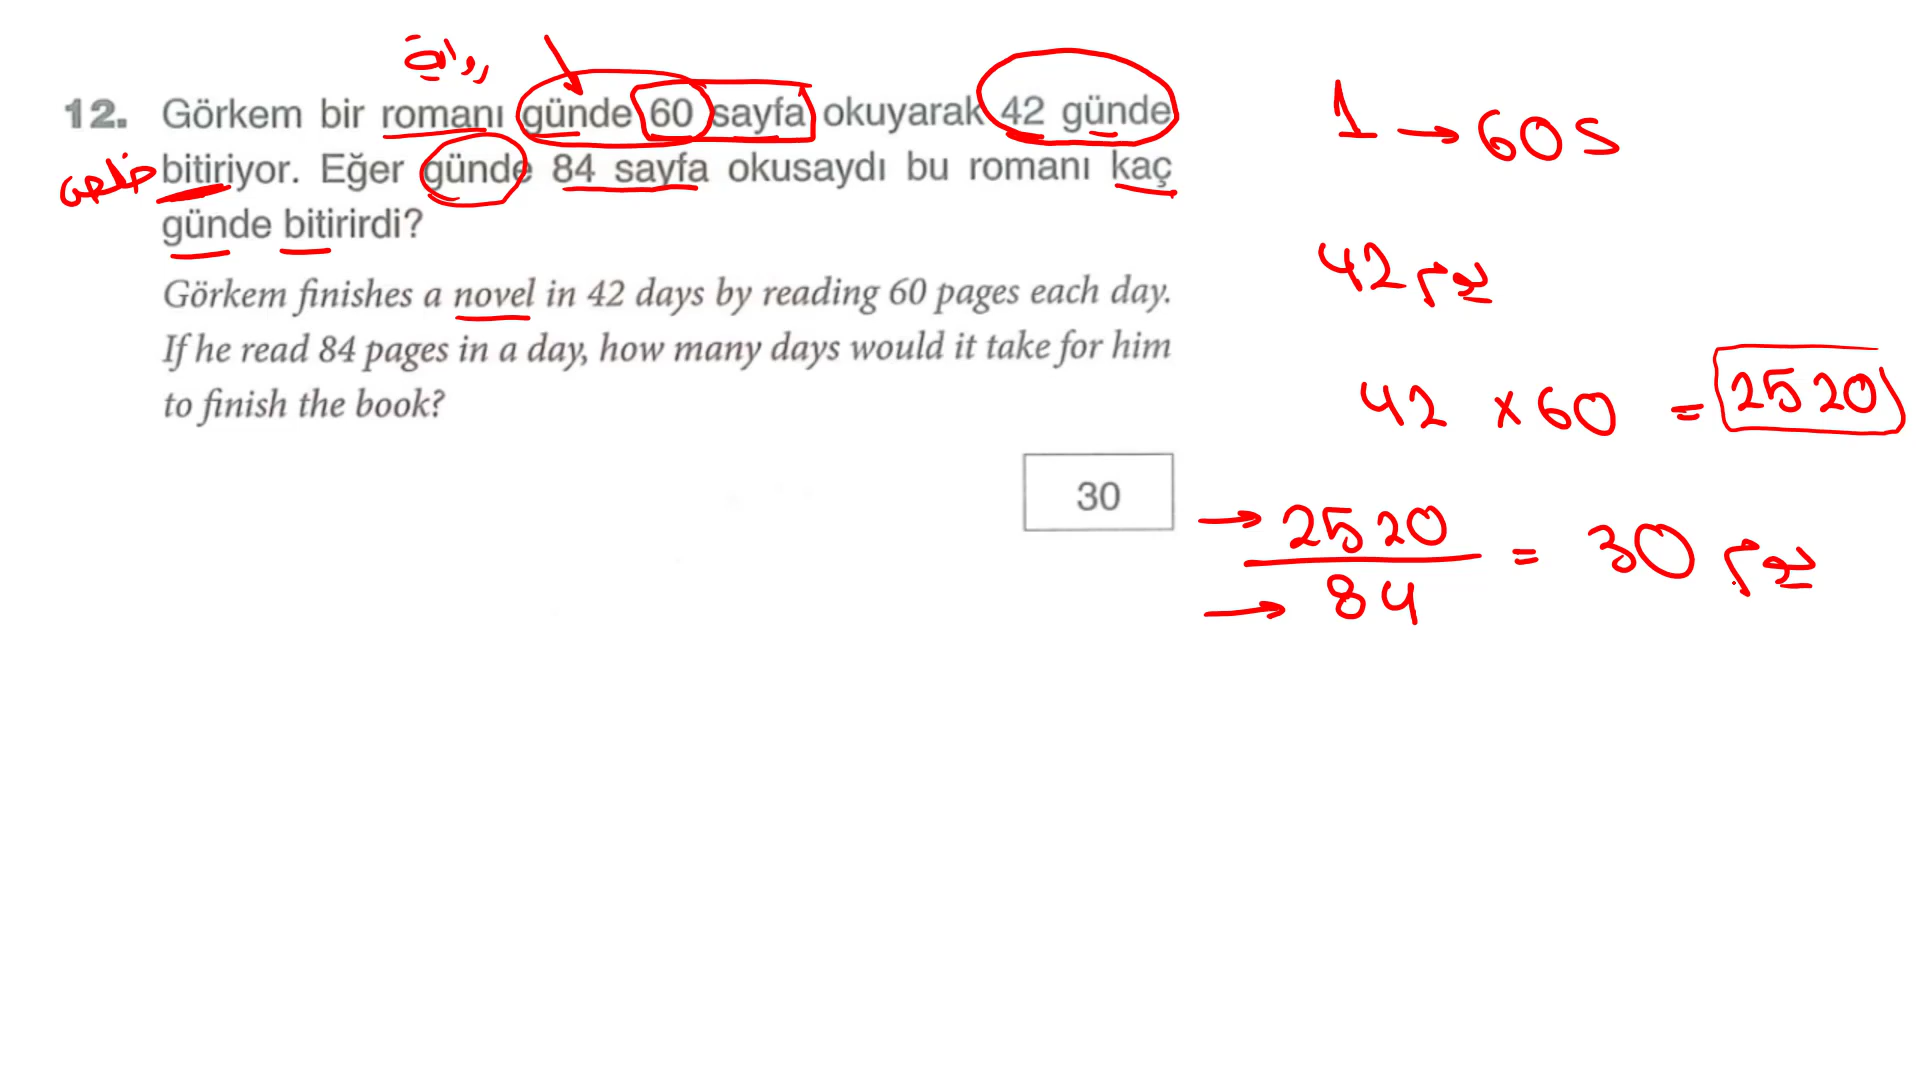 رواية
12. Görkem bir romanı günde 60 sayfa okuyarak 42 günde
bitiriyor. Eğer günde 84 sayfa okusaydı bu romanı kaç
günde bitirirdi?
Görkem finishes a novel in 42 days by reading 60 pages each day.
If he read 84 pages in a day, how many days would it take for him
to finish the book?
30
1 → 60 s
42 يوم
42 × 60 = 2520
2520
84
= 30 يوم